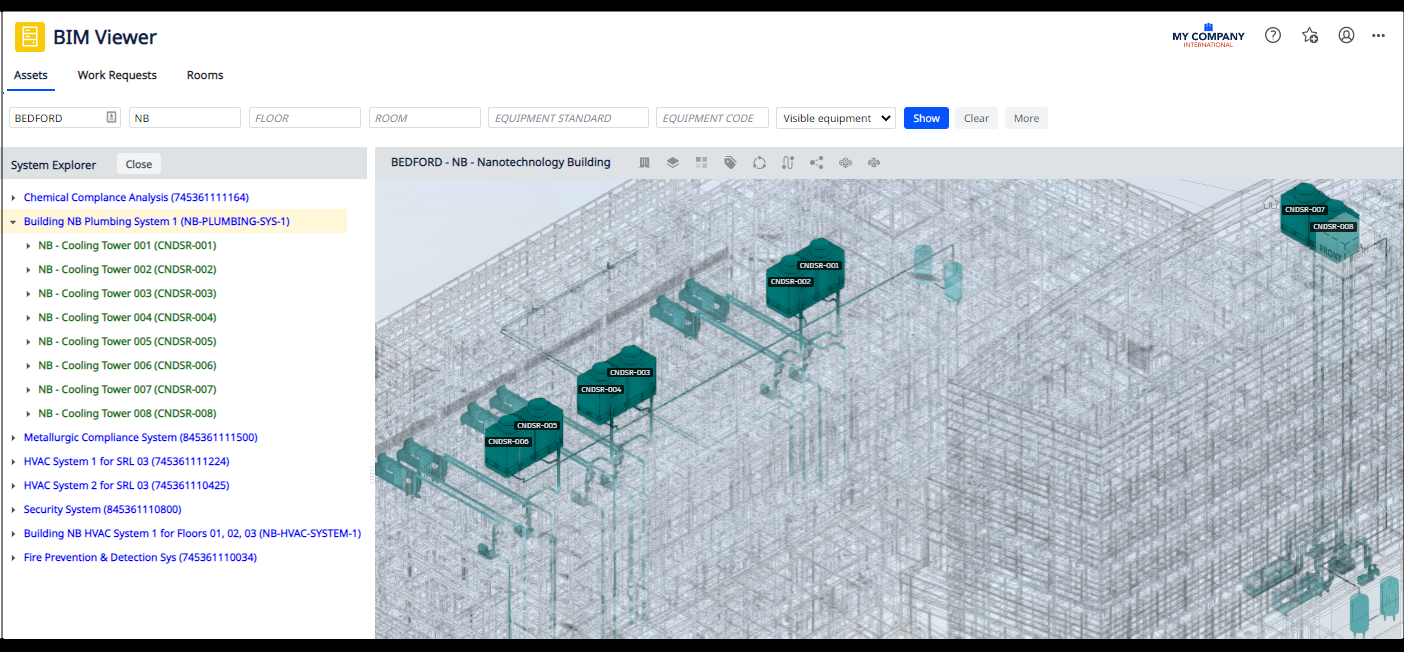 BIM Viewer
MY COMPANY
INTERNATIONAL
Assets Work Requests Rooms
BEDFORD NB FLOOR ROOM EQUIPMENT STANDARD EQUIPMENT CODE Visible equipment Show Clear More
System Explorer Close
BEDFORD - NB - Nanotechnology Building
Chemical Compliance Analysis (745361111164)
Building NB Plumbing System 1 (NB-PLUMBING-SYS-1)
NB - Cooling Tower 001 (CNDSR-001)
NB - Cooling Tower 002 (CNDSR-002)
NB - Cooling Tower 003 (CNDSR-003)
NB - Cooling Tower 004 (CNDSR-004)
NB - Cooling Tower 005 (CNDSR-005)
NB - Cooling Tower 006 (CNDSR-006)
NB - Cooling Tower 007 (CNDSR-007)
NB - Cooling Tower 008 (CNDSR-008)
Metallurgic Compliance System (845361111500)
HVAC System 1 for SRL 03 (745361111224)
HVAC System 2 for SRL 03 (745361110425)
Security System (845361110800)
Building NB HVAC System 1 for Floors 01, 02, 03 (NB-HVAC-SYSTEM-1)
Fire Prevention & Detection Sys (745361110034)
CNDSR-007
CNDSR-008
FRONT
CNDSR-001
CNDSR-002
CNDSR-003
CNDSR-004
CNDSR-005
CNDSR-006